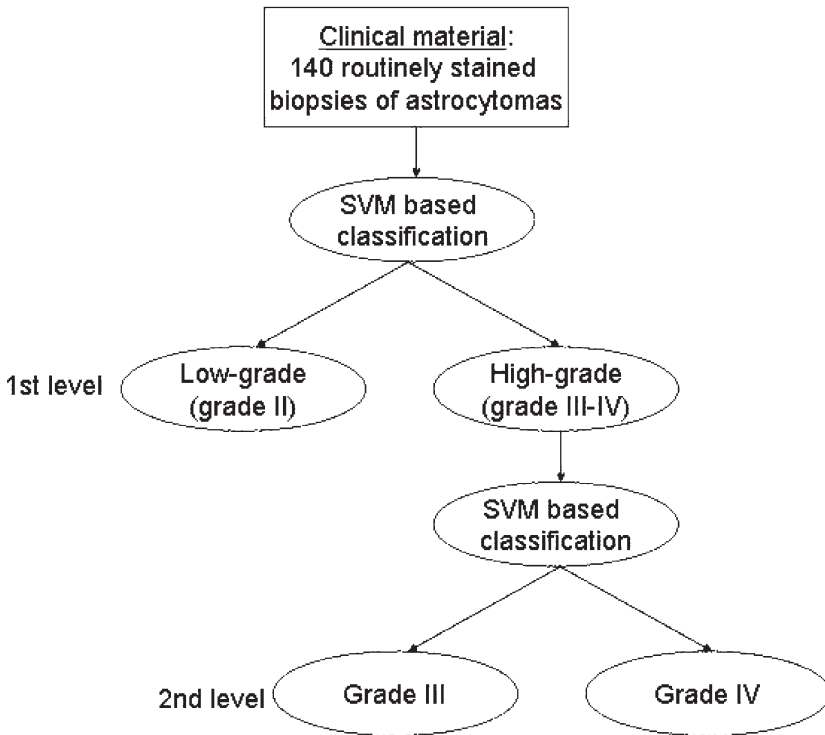 Clinical material:
140 routinely stained
biopsies of astrocytomas
SVM based
classification
1st level
Low-grade
(grade II)
High-grade
(grade III-IV)
SVM based
classification
2nd level
Grade III
Grade IV